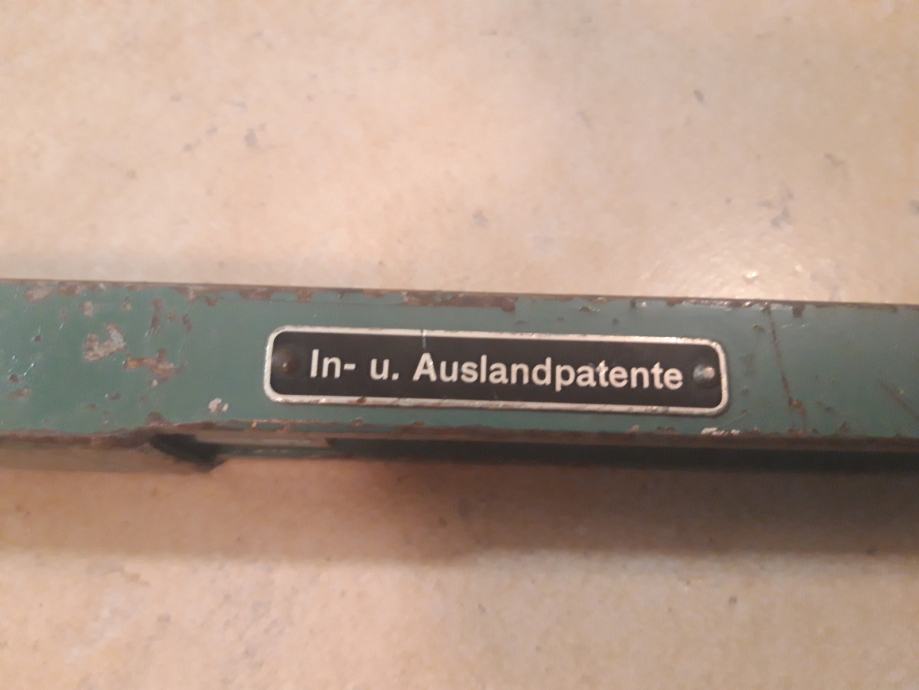 In- u. Auslandpatente